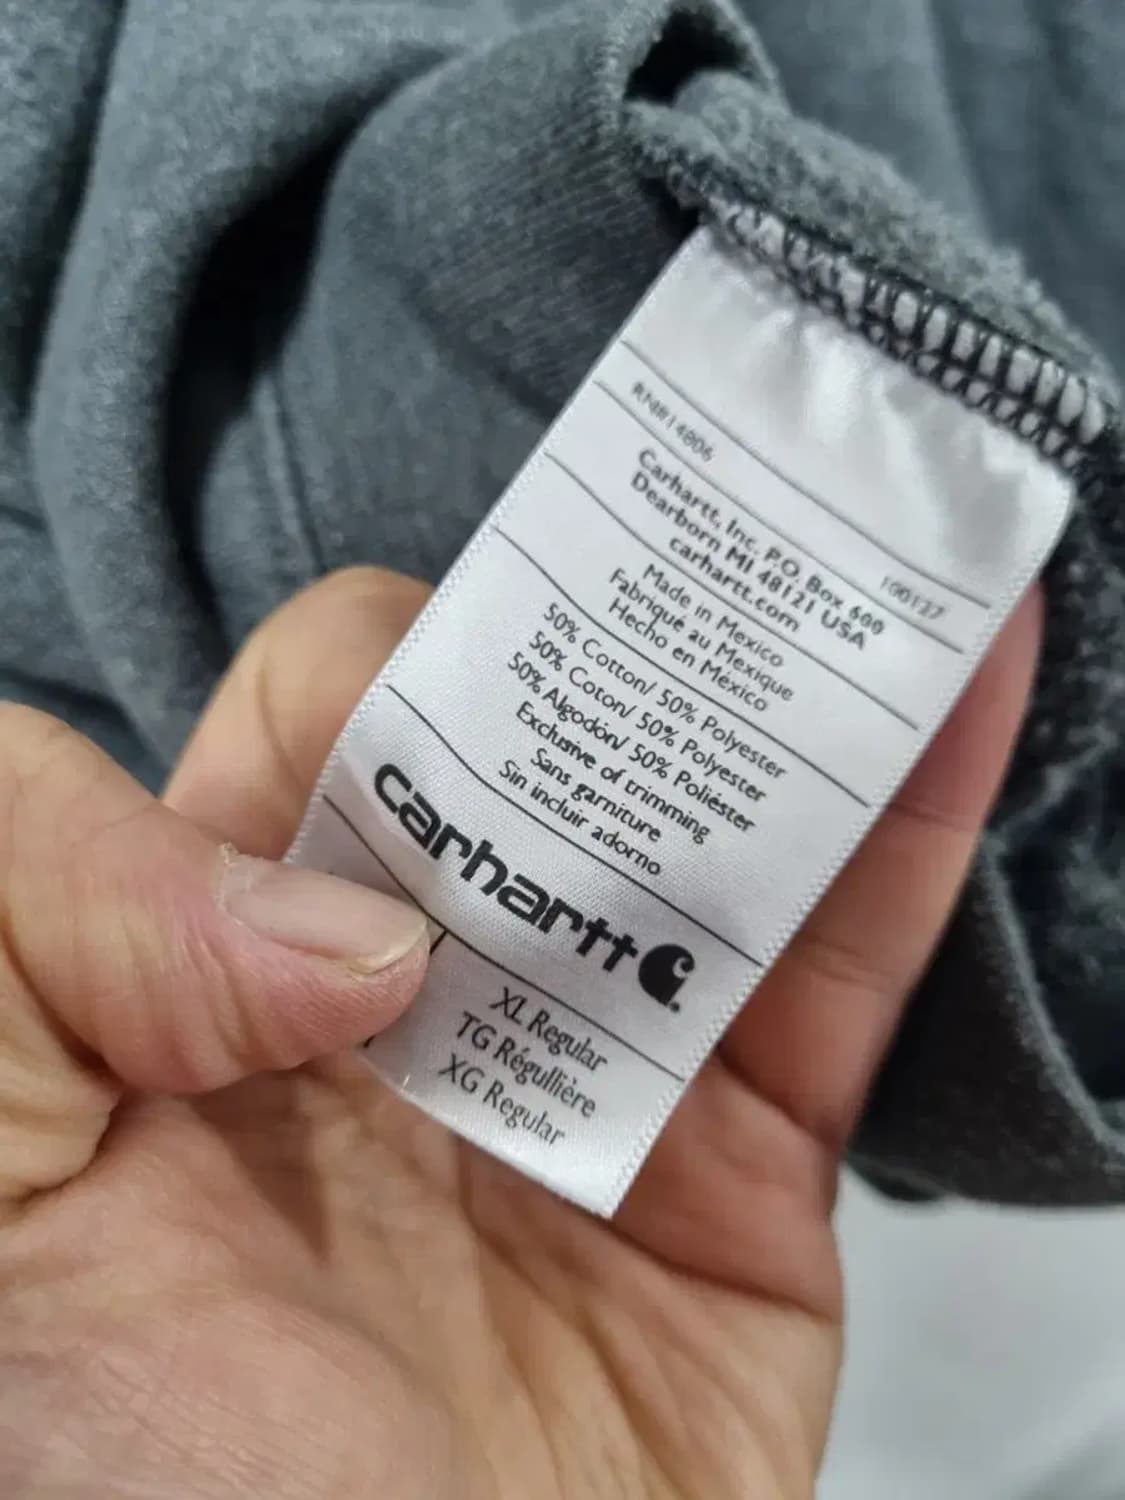 RN#14806 100127
Carhartt, Inc. P.O. Box 600
Dearborn MI 48121 USA
carhartt.com
Made in Mexico
Fabriqué au Mexique
Hecho en México
50% Cotton/ 50% Polyester
50% Coton/ 50% Polyester
50% Algodón/ 50% Poliéster
Exclusive of trimming
Sans garniture
Sin incluir adorno
carhartt
XL Regular
TG Régullière
XG Regular